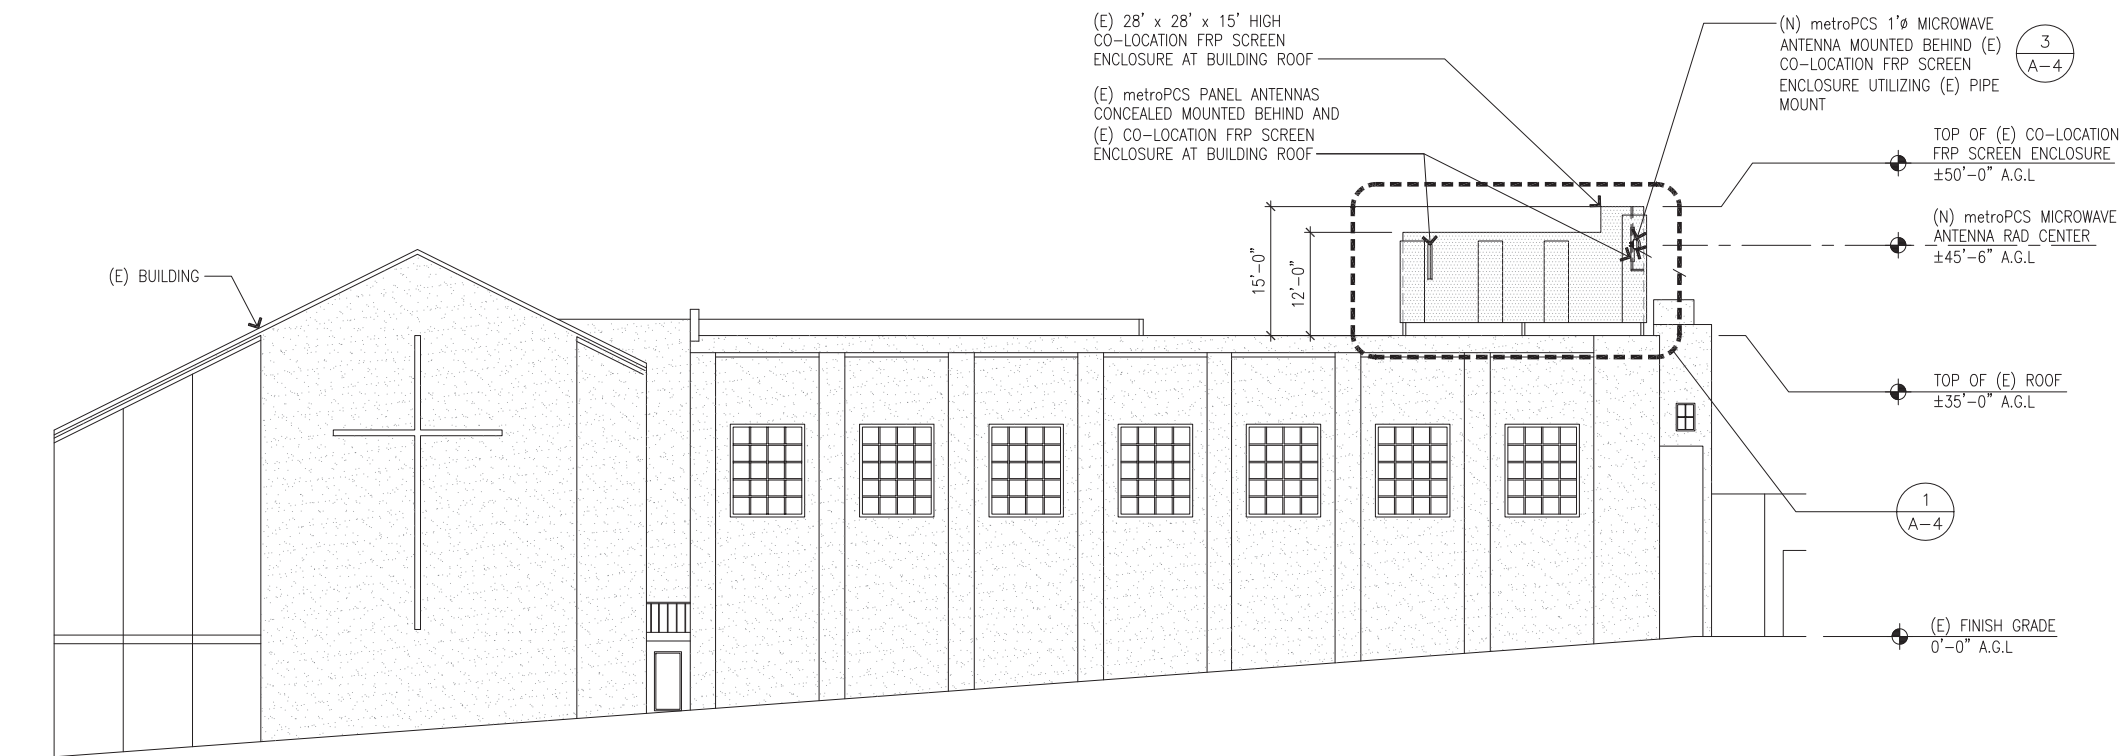 (E) 28' x 28' x 15' HIGH
CO-LOCATION FRP SCREEN
ENCLOSURE AT BUILDING ROOF
(E) metroPCS PANEL ANTENNAS
CONCEALED MOUNTED BEHIND AND
(E) CO-LOCATION FRP SCREEN
ENCLOSURE AT BUILDING ROOF
(N) metroPCS 1'ø MICROWAVE
ANTENNA MOUNTED BEHIND (E)
CO-LOCATION FRP SCREEN
ENCLOSURE UTILIZING (E) PIPE
MOUNT
3
A-4
TOP OF (E) CO-LOCATION
FRP SCREEN ENCLOSURE
±50'-0" A.G.L
(N) metroPCS MICROWAVE
ANTENNA RAD CENTER
±45'-6" A.G.L
(E) BUILDING
15'-0"
12'-0"
TOP OF (E) ROOF
±35'-0" A.G.L
1
A-4
(E) FINISH GRADE
0'-0" A.G.L